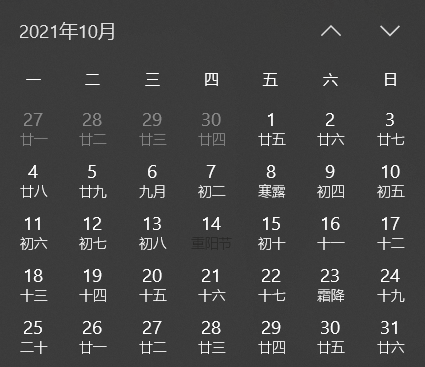 2021年10月
一 二 三 四 五 六 日
27 28 29 30 1 2 3
廿一 廿二 廿三 廿四 廿五 廿六 廿七
4 5 6 7 8 9 10
廿八 廿九 九月 初二 寒露 初四 初五
11 12 13 14 15 16 17
初六 初七 初八 重阳节 初十 十一 十二
18 19 20 21 22 23 24
十三 十四 十五 十六 十七 霜降 十九
25 26 27 28 29 30 31
二十 廿一 廿二 廿三 廿四 廿五 廿六